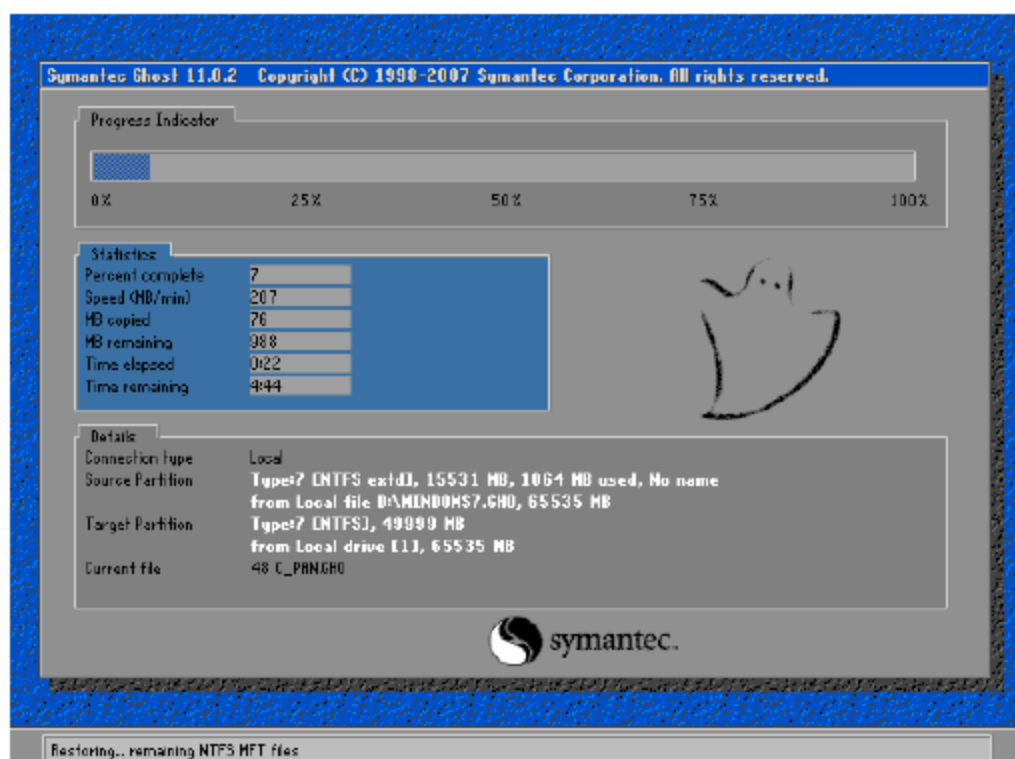 Symantec Ghost 11.0.2 Copyright (C) 1998-2007 Symantec Corporation. All rights reserved.
Progress Indicator
0% 25% 50% 75% 100%
Statistics
Percent complete 7
Speed (MB/min) 207
MB copied 76
MB remaining 988
Time elapsed 0:22
Time remaining 4:44
Details
Connection type Local
Source Partition Type:7 [NTFS extd], 15531 MB, 1064 MB used, No name
from Local file D:\WINDOWS7.GHO, 65535 MB
Target Partition Type:7 [NTFS], 49999 MB
from Local drive [1], 65535 MB
Current file 48 C_PAN.GHO
symantec.
Restoring... remaining NTFS MFT files